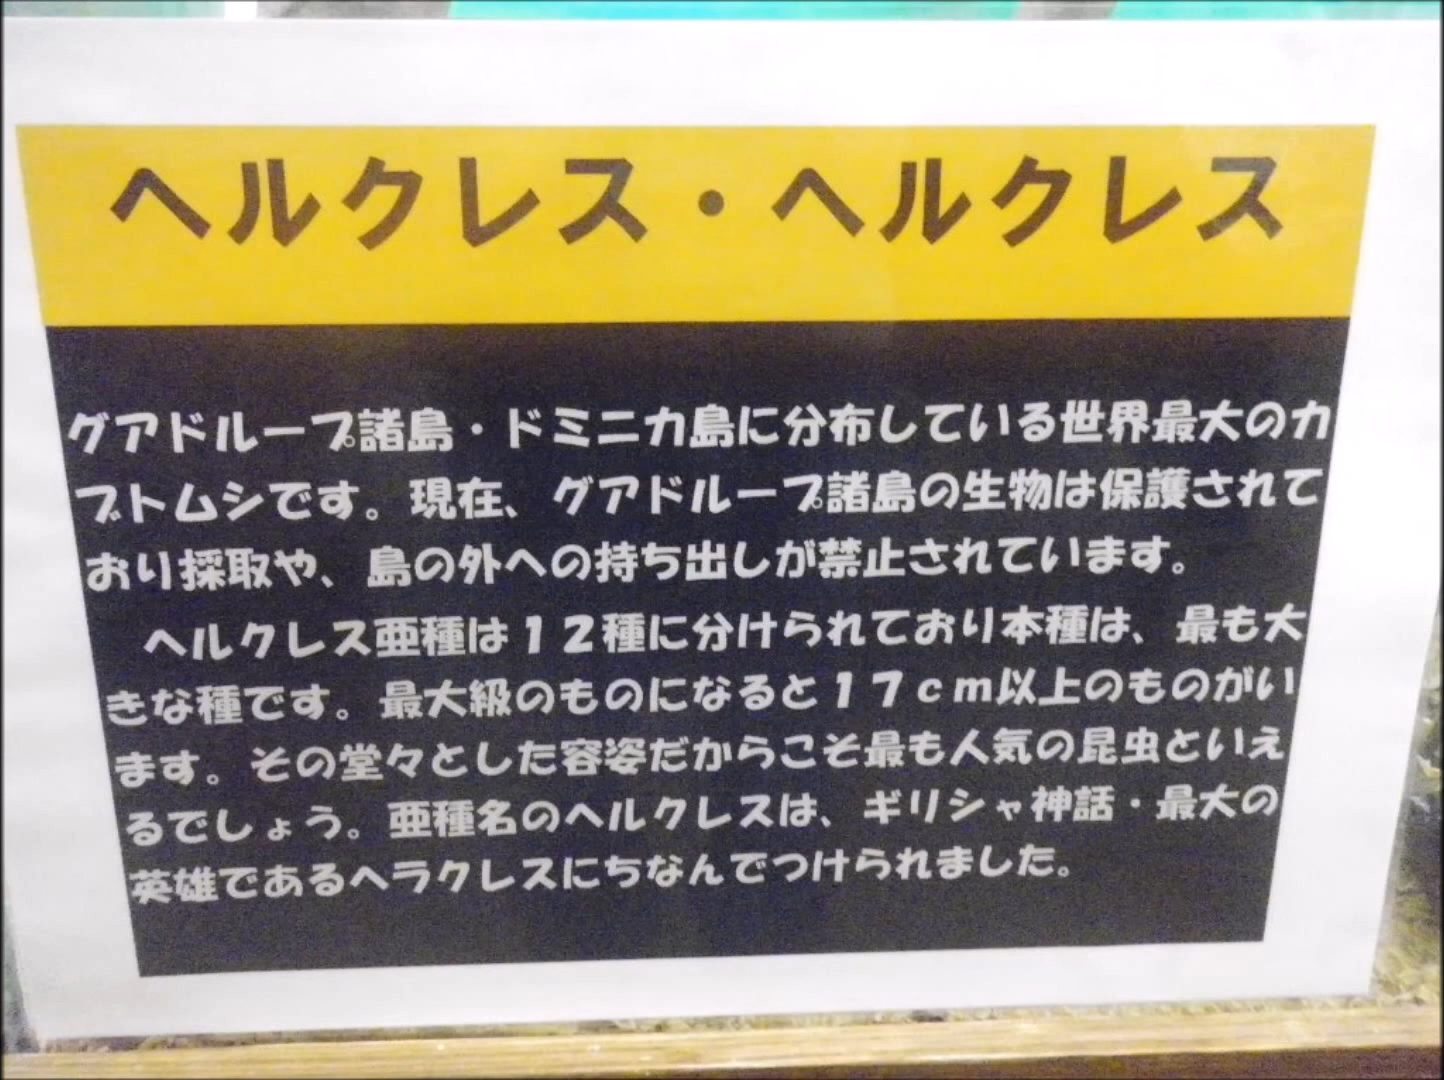 ヘルクレス・ヘルクレス
グアドループ諸島・ドミニカ島に分布している世界最大のカ
ブトムシです。現在、グアドループ諸島の生物は保護されて
おり採取や、島の外への持ち出しが禁止されています。
　ヘルクレス亜種は１２種に分けられており本種は、最も大
きな種です。最大級のものになると１７ｃｍ以上のものがい
ます。その堂々とした容姿だからこそ最も人気の昆虫といえ
るでしょう。亜種名のヘルクレスは、ギリシャ神話・最大の
英雄であるヘラクレスにちなんでつけられました。